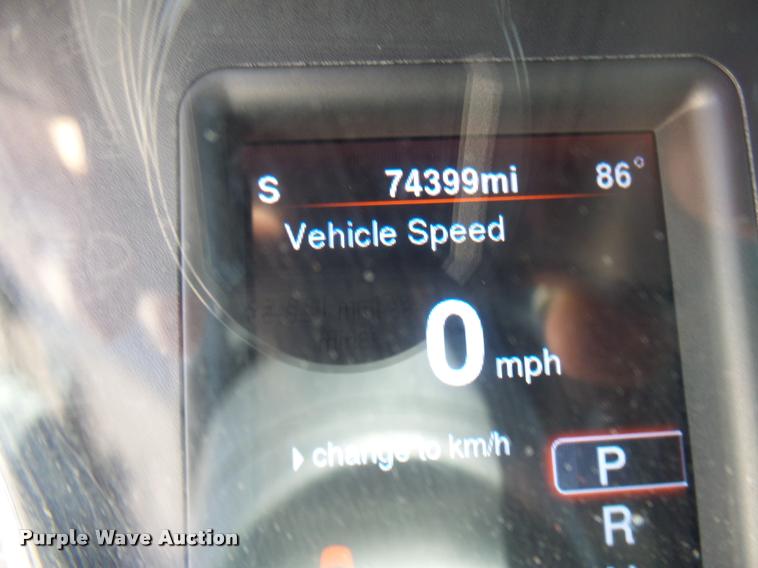 S 74399mi 86°
Vehicle Speed
0 mph
change to km/h
P
R
Purple Wave Auction